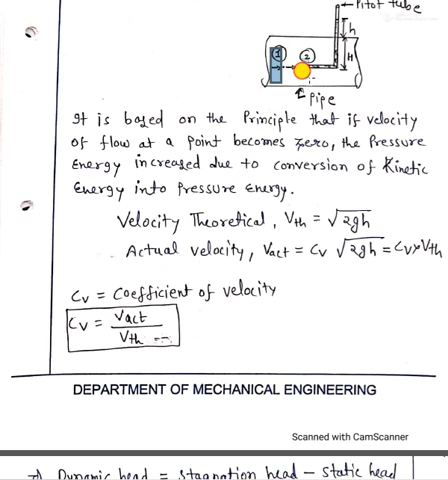 Pitot tube
h
1 2 H
Pipe
It is based on the Principle that if velocity
of flow at a point becomes zero, the Pressure
Energy increased due to conversion of Kinetic
Energy into Pressure Energy.
Velocity Theoretical, Vth = √2gh
Actual velocity, Vact = Cv √2gh = Cv×Vth
Cv = Coefficient of velocity
Cv = Vact
Vth
DEPARTMENT OF MECHANICAL ENGINEERING
Scanned with CamScanner
Dynamic head = stagnation head - static head